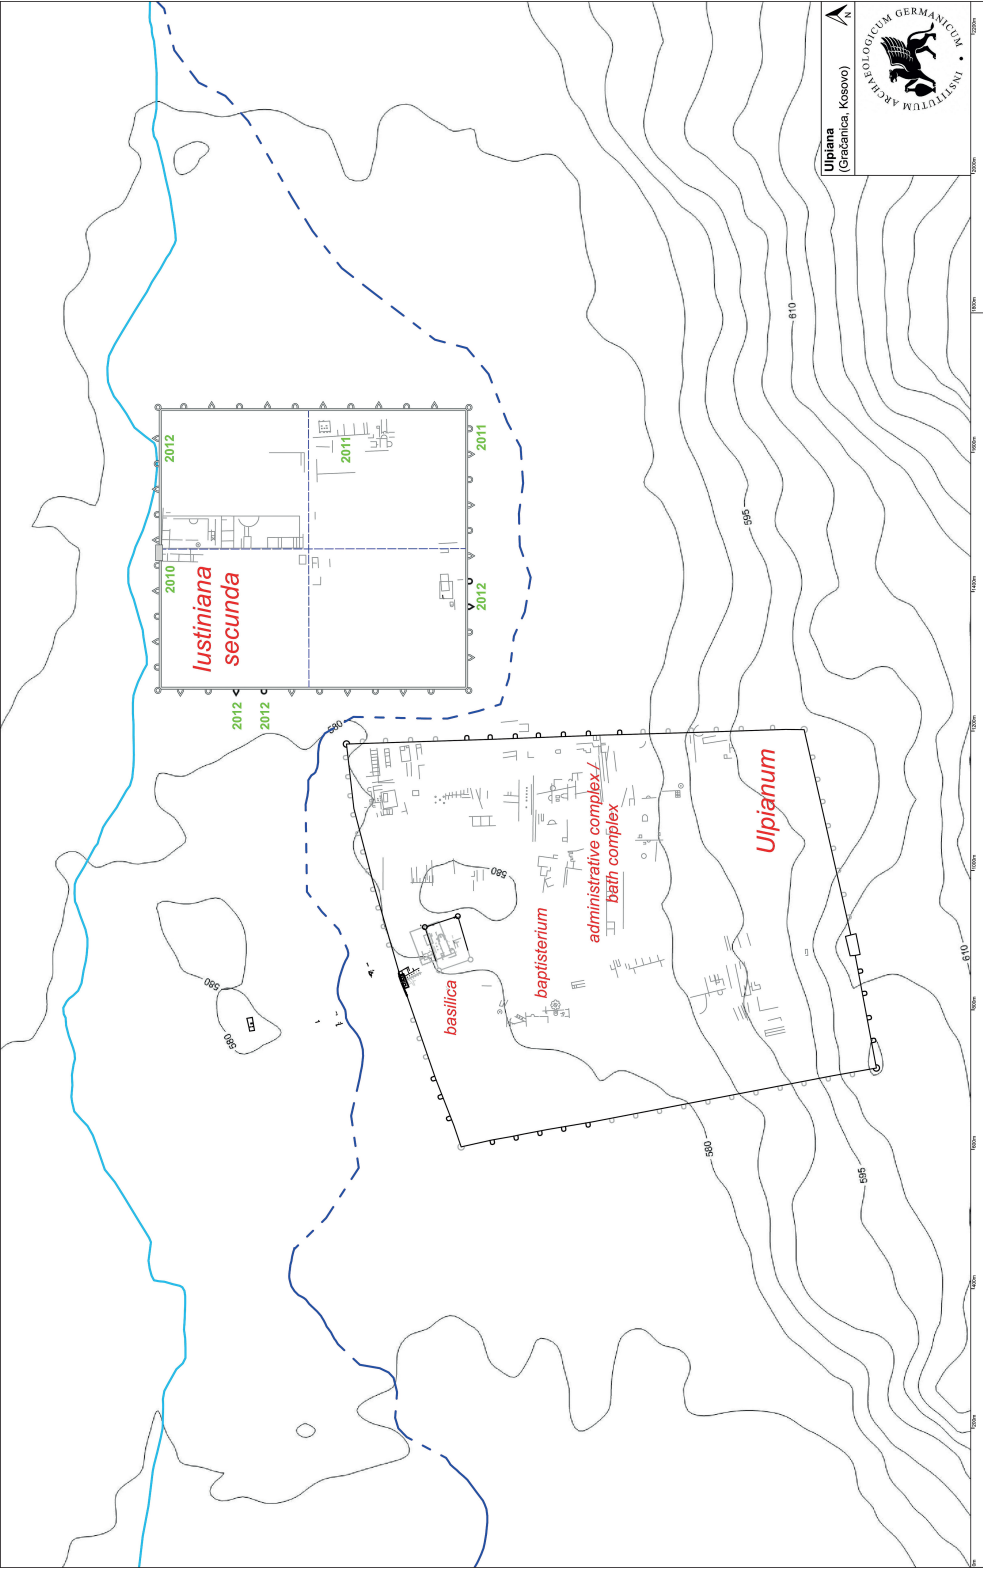 Ulpiana
(Gračanica, Kosovo)
N
INSTITUTUM ARCHAEOLOGICUM GERMANICUM •
Iustiniana
secunda
2010
2012
2011
2011
2012
2012
2012
Ulpianum
administrative complex /
bath complex
baptisterium
basilica
580
580
580
580
580
595
595
610
610